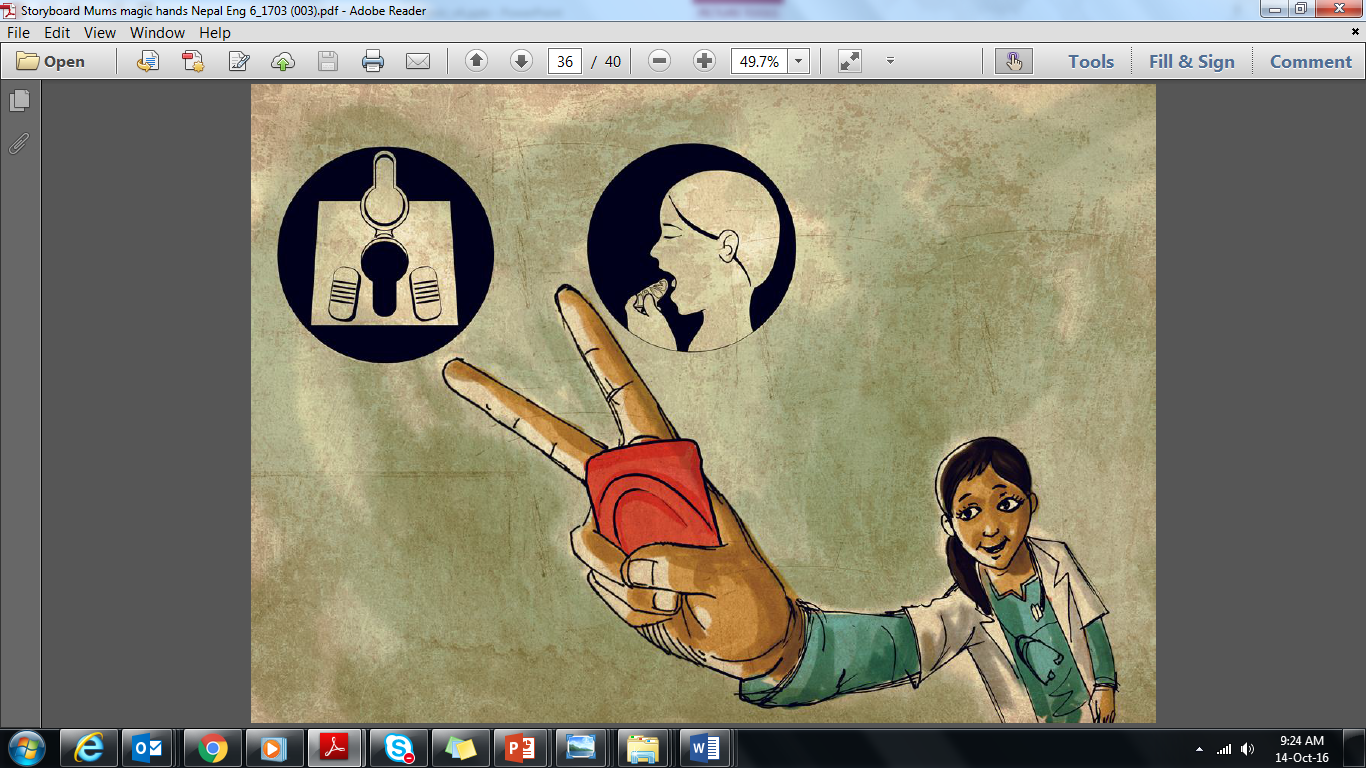 Storyboard Mums magic hands Nepal Eng 6_1703 (003).pdf - Adobe Reader
File Edit View Window Help
Open 36 / 40 49.7% Tools Fill & Sign Comment
9:24 AM
14-Oct-16